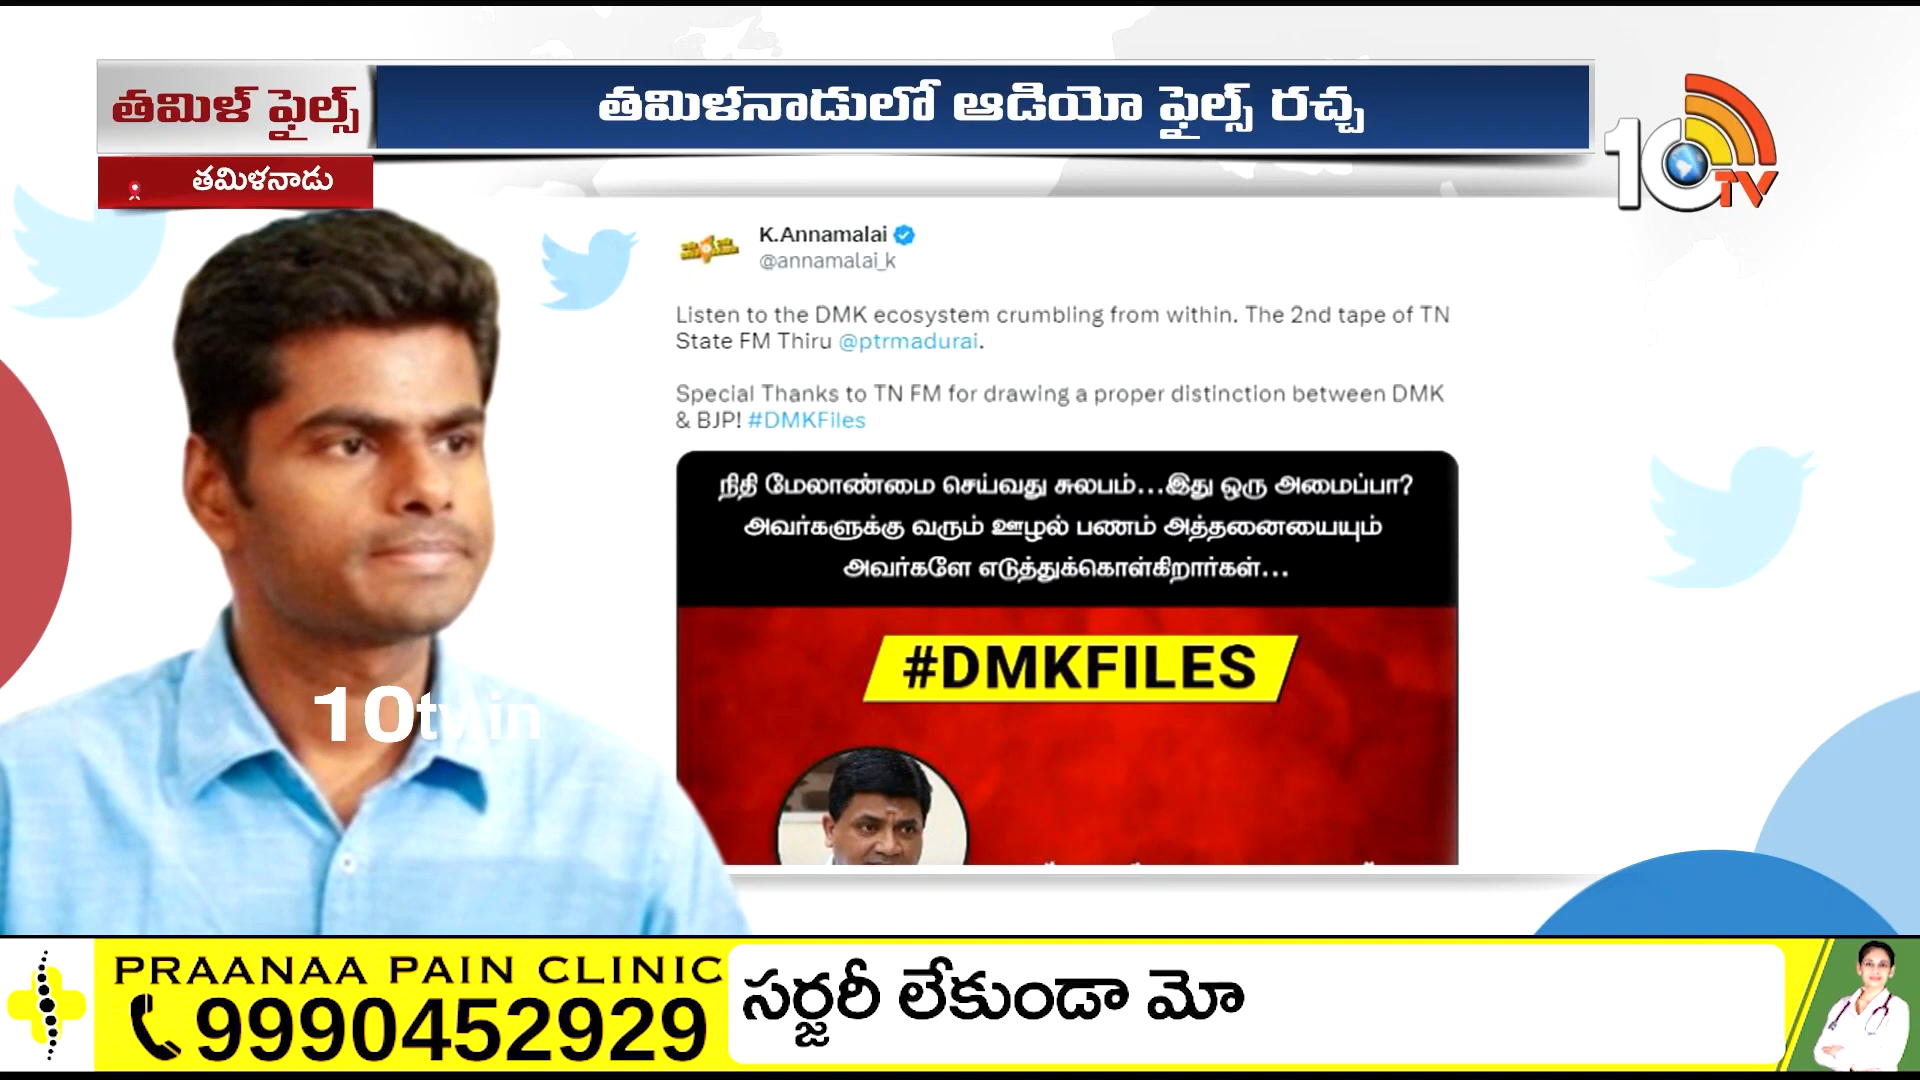 తమిళ్ ఫైల్స్
తమిళనాడులో ఆడియో ఫైల్స్ రచ్చ
10TV
తమిళనాడు
K.Annamalai
@annamalai_k
Listen to the DMK ecosystem crumbling from within. The 2nd tape of TN
State FM Thiru @ptrmadurai.
Special Thanks to TN FM for drawing a proper distinction between DMK
& BJP! #DMKFiles
நிதி மேலாண்மை செய்வது சுலபம்...இது ஒரு அமைப்பா?
அவர்களுக்கு வரும் ஊழல் பணம் அத்தனையையும்
அவர்களே எடுத்துக்கொள்கிறார்கள்...
#DMKFILES
10tv.in
PRAANAA PAIN CLINIC
9990452929
సర్జరీ లేకుండా మో